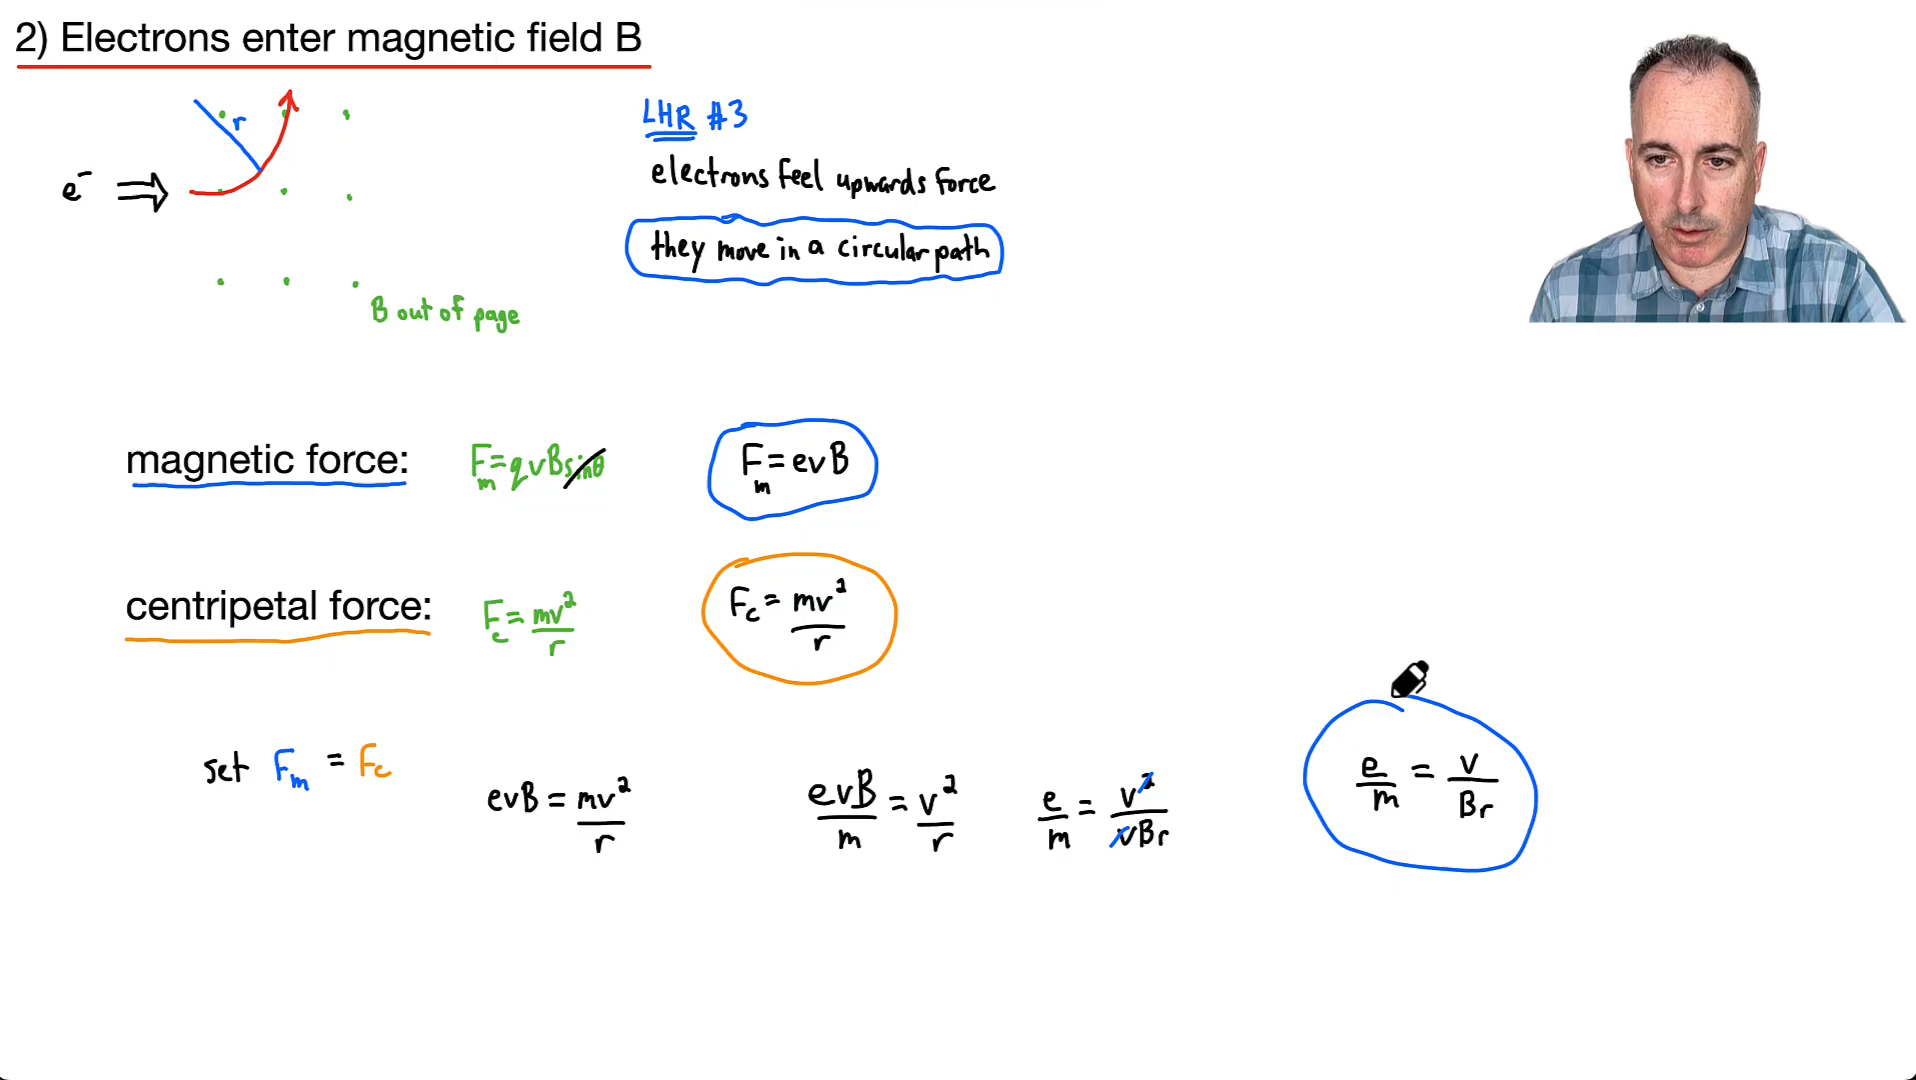 2) Electrons enter magnetic field B
r
LHR #3
e⁻ ⇒
electrons feel upwards force
they move in a circular path
B out of page
magnetic force: Fm = qvBsinθ Fm = evB
centripetal force: Fc = mv²/r Fc = mv²/r
set Fm = Fc evB = mv²/r evB/m = v²/r e/m = v²/vBr e/m = v/Br